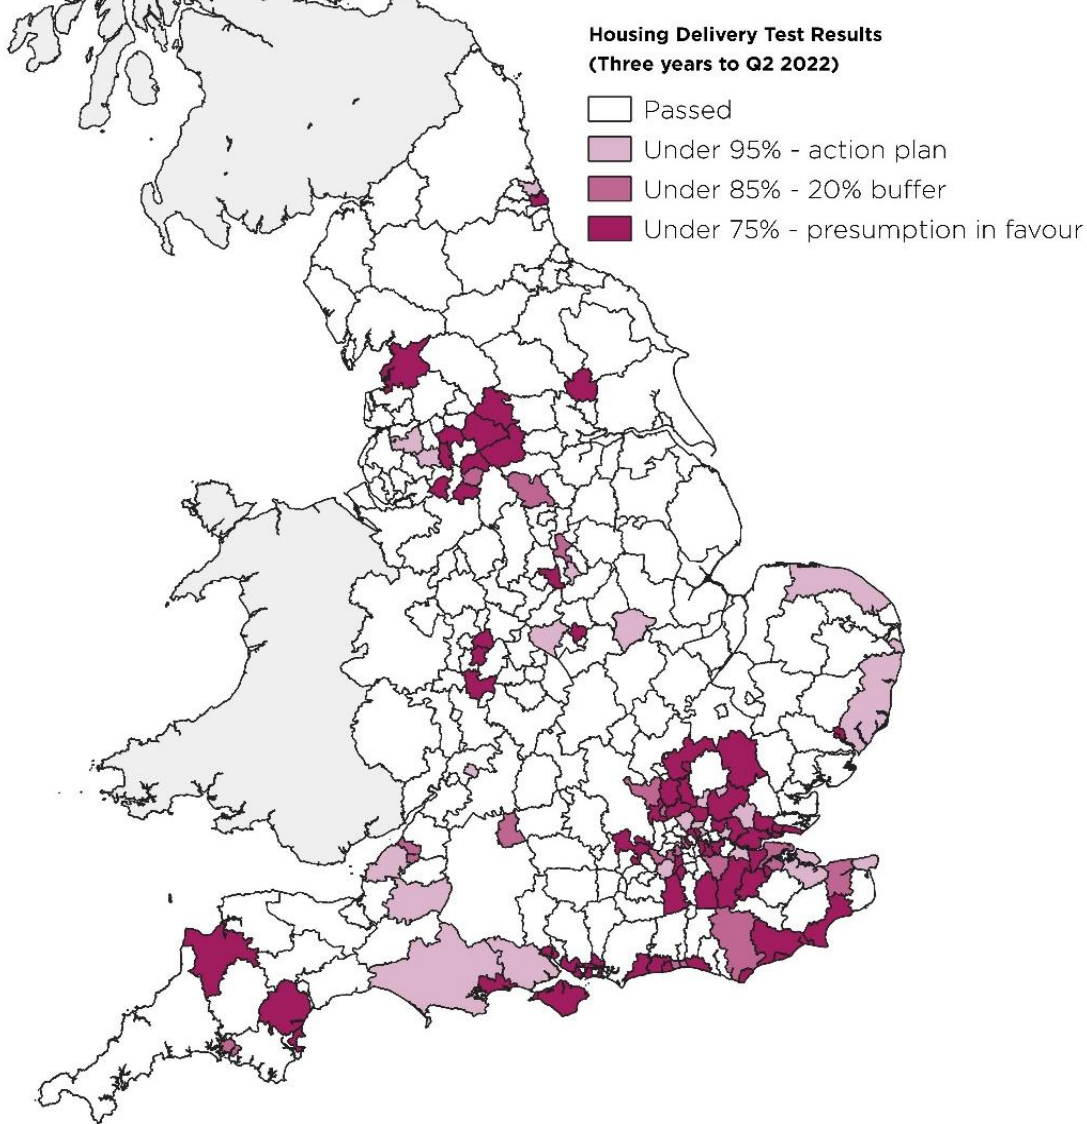 Housing Delivery Test Results
(Three years to Q2 2022)
Passed
Under 95% - action plan
Under 85% - 20% buffer
Under 75% - presumption in favour